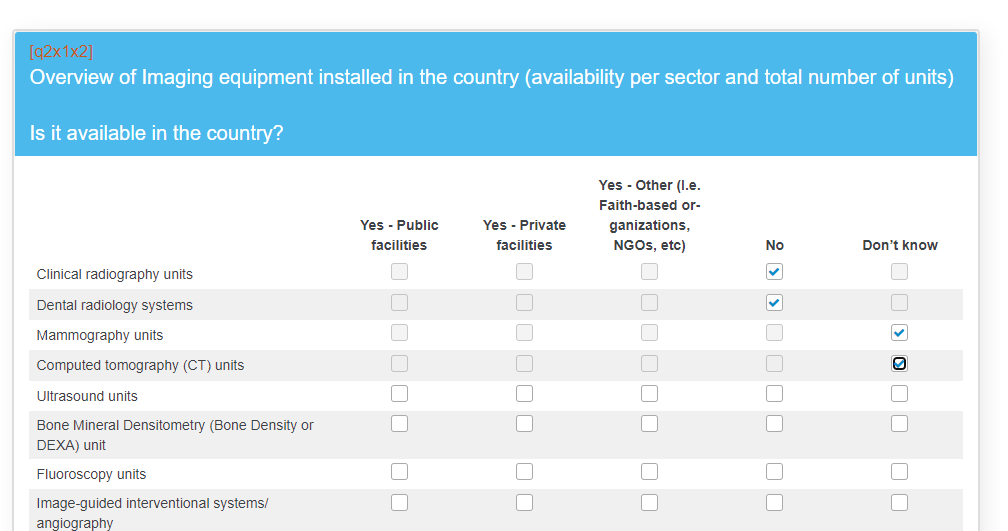 [q2x1x2]
Overview of Imaging equipment installed in the country (availability per sector and total number of units)
Is it available in the country?
Yes - Public
facilities
Yes - Private
facilities
Yes - Other (I.e.
Faith-based or-
ganizations,
NGOs, etc)
No
Don’t know
Clinical radiography units
Dental radiology systems
Mammography units
Computed tomography (CT) units
Ultrasound units
Bone Mineral Densitometry (Bone Density or
DEXA) unit
Fluoroscopy units
Image-guided interventional systems/
angiography